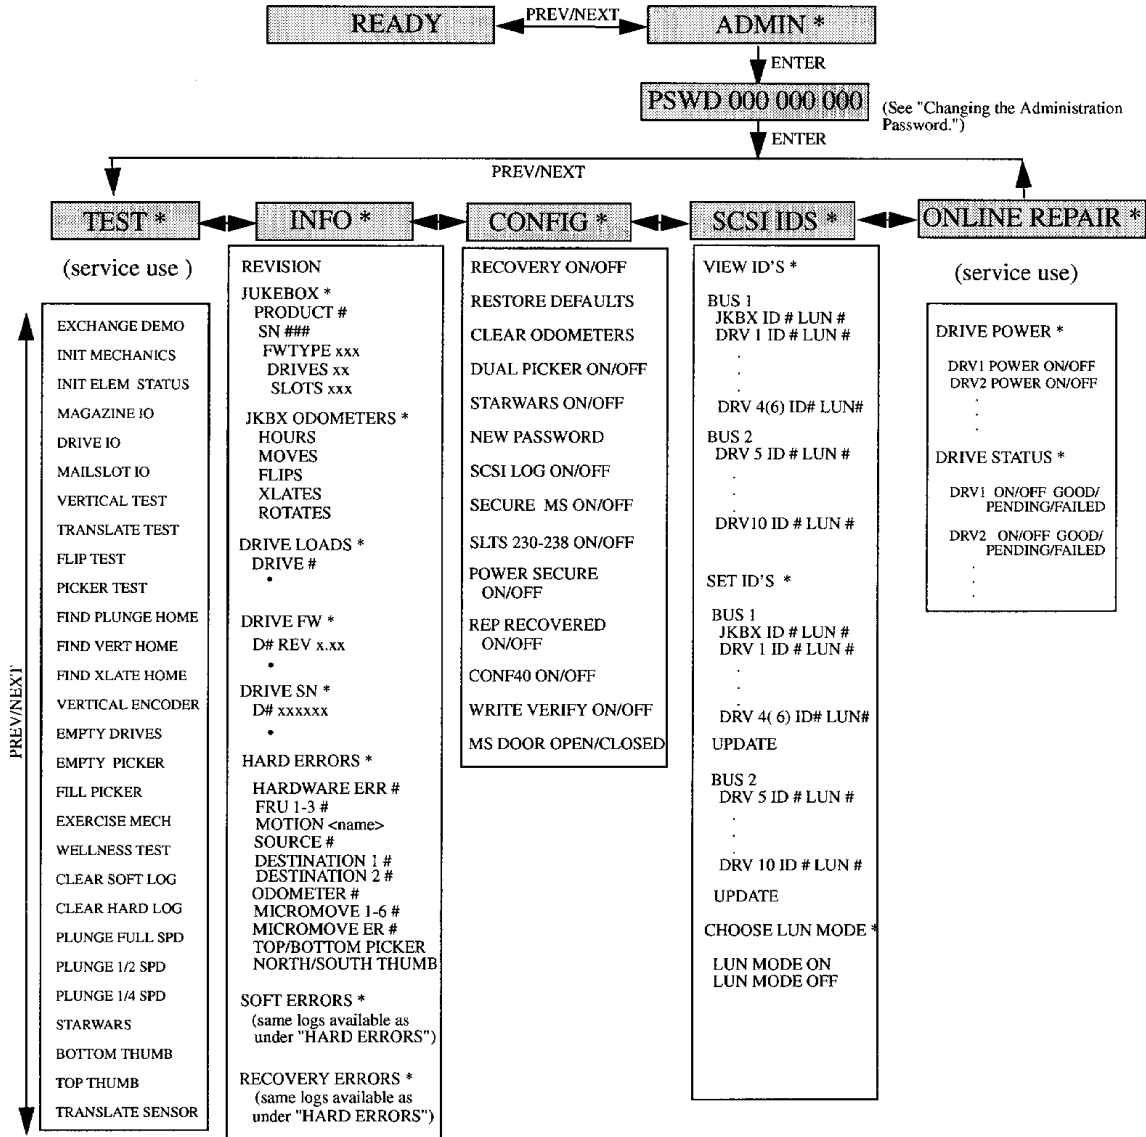 READY
PREV/NEXT
ADMIN *
ENTER
PSWD 000 000 000
(See "Changing the Administration
Password.")
ENTER
PREV/NEXT
TEST *
INFO *
CONFIG *
SCSI IDS *
ONLINE REPAIR *
(service use )
PREV/NEXT
EXCHANGE DEMO
INIT MECHANICS
INIT ELEM STATUS
MAGAZINE IO
DRIVE IO
MAILSLOT IO
VERTICAL TEST
TRANSLATE TEST
FLIP TEST
PICKER TEST
FIND PLUNGE HOME
FIND VERT HOME
FIND XLATE HOME
VERTICAL ENCODER
EMPTY DRIVES
EMPTY PICKER
FILL PICKER
EXERCISE MECH
WELLNESS TEST
CLEAR SOFT LOG
CLEAR HARD LOG
PLUNGE FULL SPD
PLUNGE 1/2 SPD
PLUNGE 1/4 SPD
STARWARS
BOTTOM THUMB
TOP THUMB
TRANSLATE SENSOR
REVISION
JUKEBOX *
PRODUCT #
SN ###
FWTYPE xxx
DRIVES xx
SLOTS xxx
JKBX ODOMETERS *
HOURS
MOVES
FLIPS
XLATES
ROTATES
DRIVE LOADS *
DRIVE #
•
DRIVE FW *
D# REV x.xx
•
DRIVE SN *
D# xxxxxx
•
HARD ERRORS *
HARDWARE ERR #
FRU 1-3 #
MOTION <name>
SOURCE #
DESTINATION 1 #
DESTINATION 2 #
ODOMETER #
MICROMOVE 1-6 #
MICROMOVE ER #
TOP/BOTTOM PICKER
NORTH/SOUTH THUMB
SOFT ERRORS *
(same logs available as
under "HARD ERRORS")
RECOVERY ERRORS *
(same logs available as
under "HARD ERRORS")
RECOVERY ON/OFF
RESTORE DEFAULTS
CLEAR ODOMETERS
DUAL PICKER ON/OFF
STARWARS ON/OFF
NEW PASSWORD
SCSI LOG ON/OFF
SECURE MS ON/OFF
SLTS 230-238 ON/OFF
POWER SECURE
ON/OFF
REP RECOVERED
ON/OFF
CONF40 ON/OFF
WRITE VERIFY ON/OFF
MS DOOR OPEN/CLOSED
VIEW ID'S *
BUS 1
JKBX ID # LUN #
DRV 1 ID # LUN #
.
.
.
DRV 4(6) ID# LUN#
BUS 2
DRV 5 ID # LUN #
.
.
.
DRV10 ID # LUN #
SET ID'S *
BUS 1
JKBX ID # LUN #
DRV 1 ID # LUN #
.
.
.
DRV 4( 6) ID# LUN#
UPDATE
BUS 2
DRV 5 ID # LUN #
.
.
.
DRV 10 ID # LUN #
UPDATE
CHOOSE LUN MODE *
LUN MODE ON
LUN MODE OFF
(service use)
DRIVE POWER *
DRV1 POWER ON/OFF
DRV2 POWER ON/OFF
.
.
.
DRIVE STATUS *
DRV1 ON/OFF GOOD/
PENDING/FAILED
DRV2 ON/OFF GOOD/
PENDING/FAILED
.
.
.